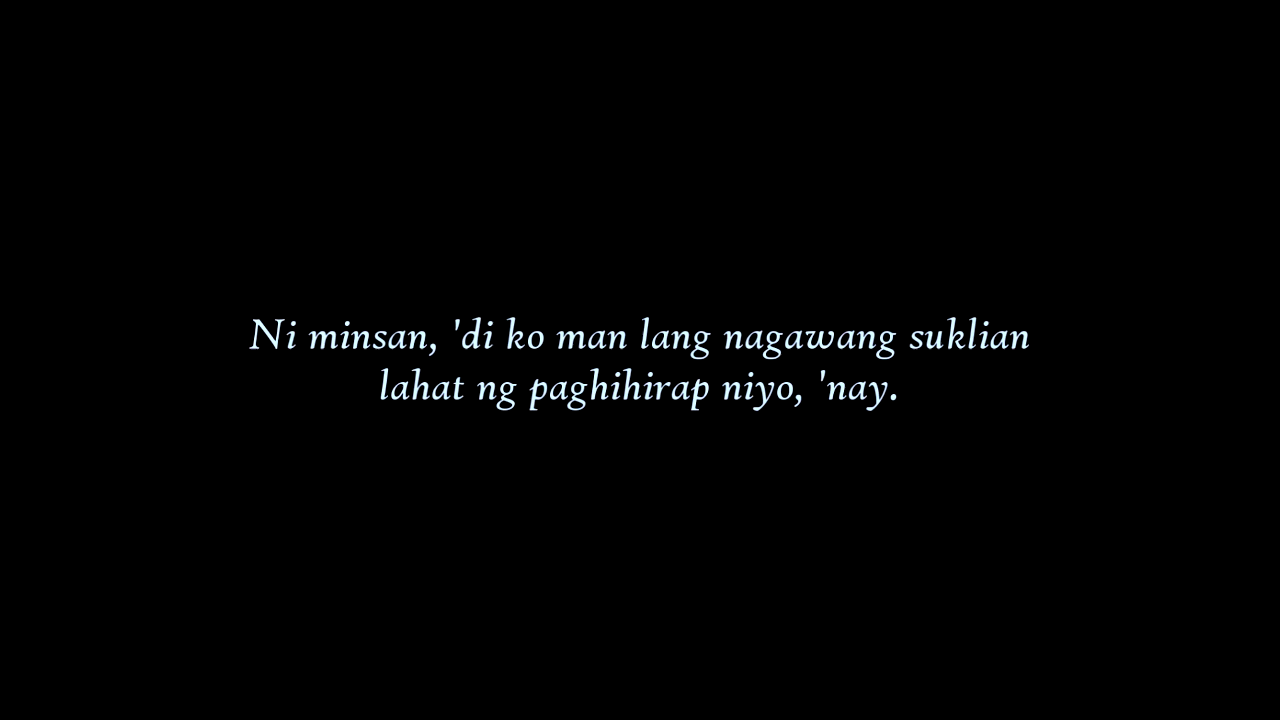 Ni minsan, 'di ko man lang nagawang suklian
lahat ng paghihirap niyo, 'nay.